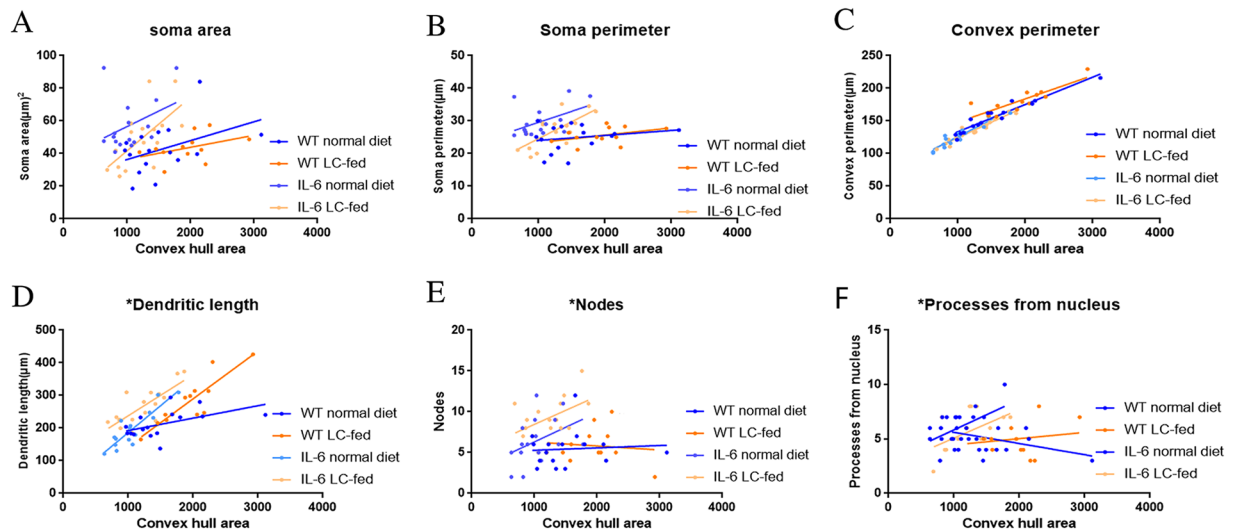 A
soma area
Soma area(μm)²
100
80
60
40
20
0
0 1000 2000 3000 4000
Convex hull area
WT normal diet
WT LC-fed
IL-6 normal diet
IL-6 LC-fed
B
Soma perimeter
Soma perimeter(μm)
50
40
30
20
10
0
0 1000 2000 3000 4000
Convex hull area
WT normal diet
WT LC-fed
IL-6 normal diet
IL-6 LC-fed
C
Convex perimeter
Convex perimeter(μm)
250
200
150
100
50
0
0 1000 2000 3000 4000
Convex hull area
WT normal diet
WT LC-fed
IL-6 normal diet
IL-6 LC-fed
D
*Dendritic length
Dendritic length(μm)
500
400
300
200
100
0
0 1000 2000 3000 4000
Convex hull area
WT normal diet
WT LC-fed
IL-6 normal diet
IL-6 LC-fed
E
*Nodes
Nodes
20
15
10
5
0
0 1000 2000 3000 4000
Convex hull area
WT normal diet
WT LC-fed
IL-6 normal diet
IL-6 LC-fed
F
*Processes from nucleus
Processes from nucleus
15
10
5
0
0 1000 2000 3000 4000
Convex hull area
WT normal diet
WT LC-fed
IL-6 normal diet
IL-6 LC-fed